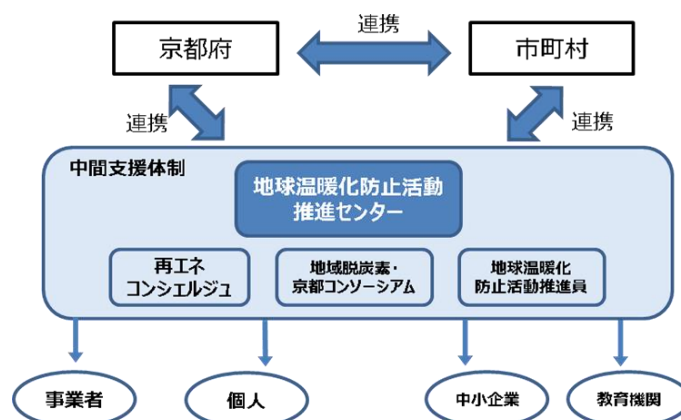 連携
京都府
市町村
連携
連携
中間支援体制
地球温暖化防止活動
推進センター
再エネ
コンシェルジュ
地域脱炭素・
京都コンソーシアム
地球温暖化
防止活動推進員
事業者
個人
中小企業
教育機関